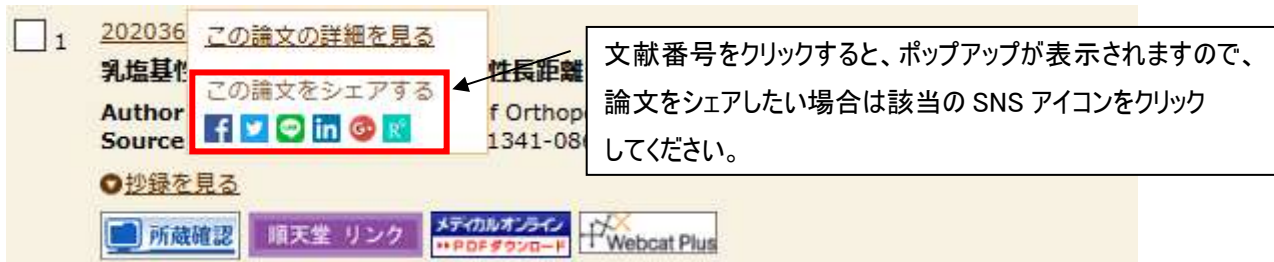 1 202036
この論文の詳細を見る
乳塩基性
性長距離
この論文をシェアする
Author
f Orthop
Source
1341-08
文献番号をクリックすると、ポップアップが表示されますので、
論文をシェアしたい場合は該当の SNS アイコンをクリック
してください。
抄録を見る
所蔵確認
順天堂 リンク
メディカルオンライン
PDFダウンロード
Webcat Plus